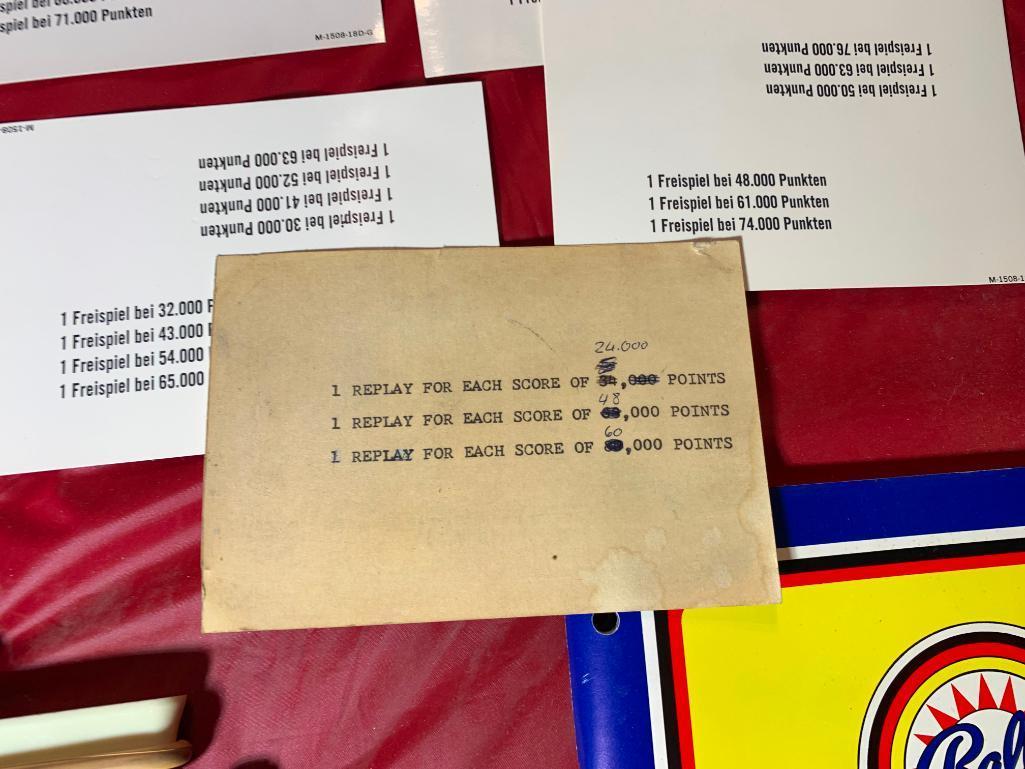 spiel bei 71.000 Punkten
M-1508-18D-G
1 Freispiel bei 76.000 Punkten
1 Freispiel bei 63.000 Punkten
1 Freispiel bei 50.000 Punkten
1 Freispiel bei 48.000 Punkten
1 Freispiel bei 61.000 Punkten
1 Freispiel bei 74.000 Punkten
M-1508-1
M-1508-
1 Freispiel bei 63.000 Punkten
1 Freispiel bei 52.000 Punkten
1 Freispiel bei 41.000 Punkten
1 Freispiel bei 30.000 Punkten
1 Freispiel bei 32.000
1 Freispiel bei 43.000
1 Freispiel bei 54.000
1 Freispiel bei 65.000
24.000
1 REPLAY FOR EACH SCORE OF 34,000 POINTS
48
1 REPLAY FOR EACH SCORE OF ,000 POINTS
60
1 REPLAY FOR EACH SCORE OF ,000 POINTS
Bal